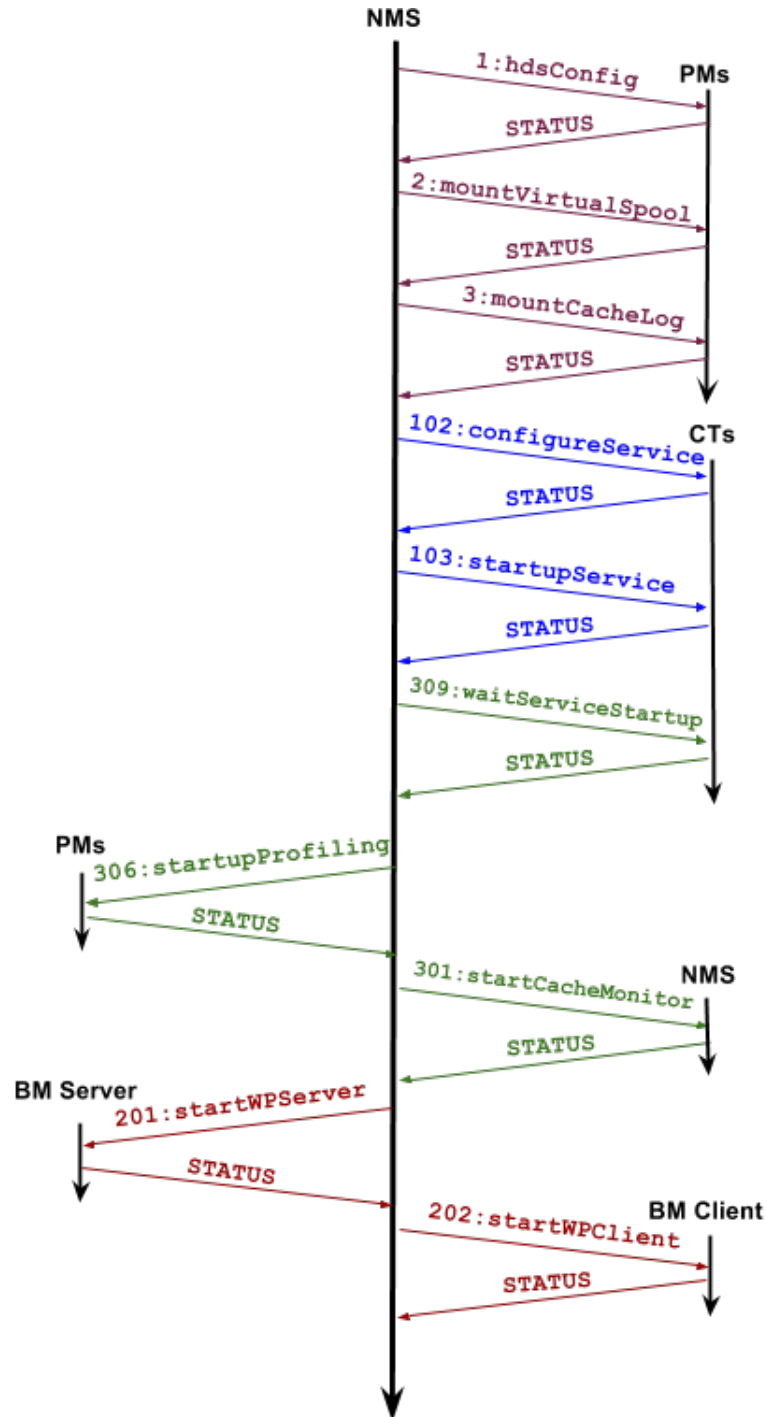 NMS
1:hdsConfig
PMs
STATUS
2:mountVirtualSpool
STATUS
3:mountCacheLog
STATUS
102:configureService
CTs
STATUS
103:startupService
STATUS
309:waitServiceStartup
STATUS
PMs
306:startupProfiling
STATUS
301:startCacheMonitor
NMS
STATUS
BM Server
201:startWPServer
STATUS
202:startWPClient
BM Client
STATUS